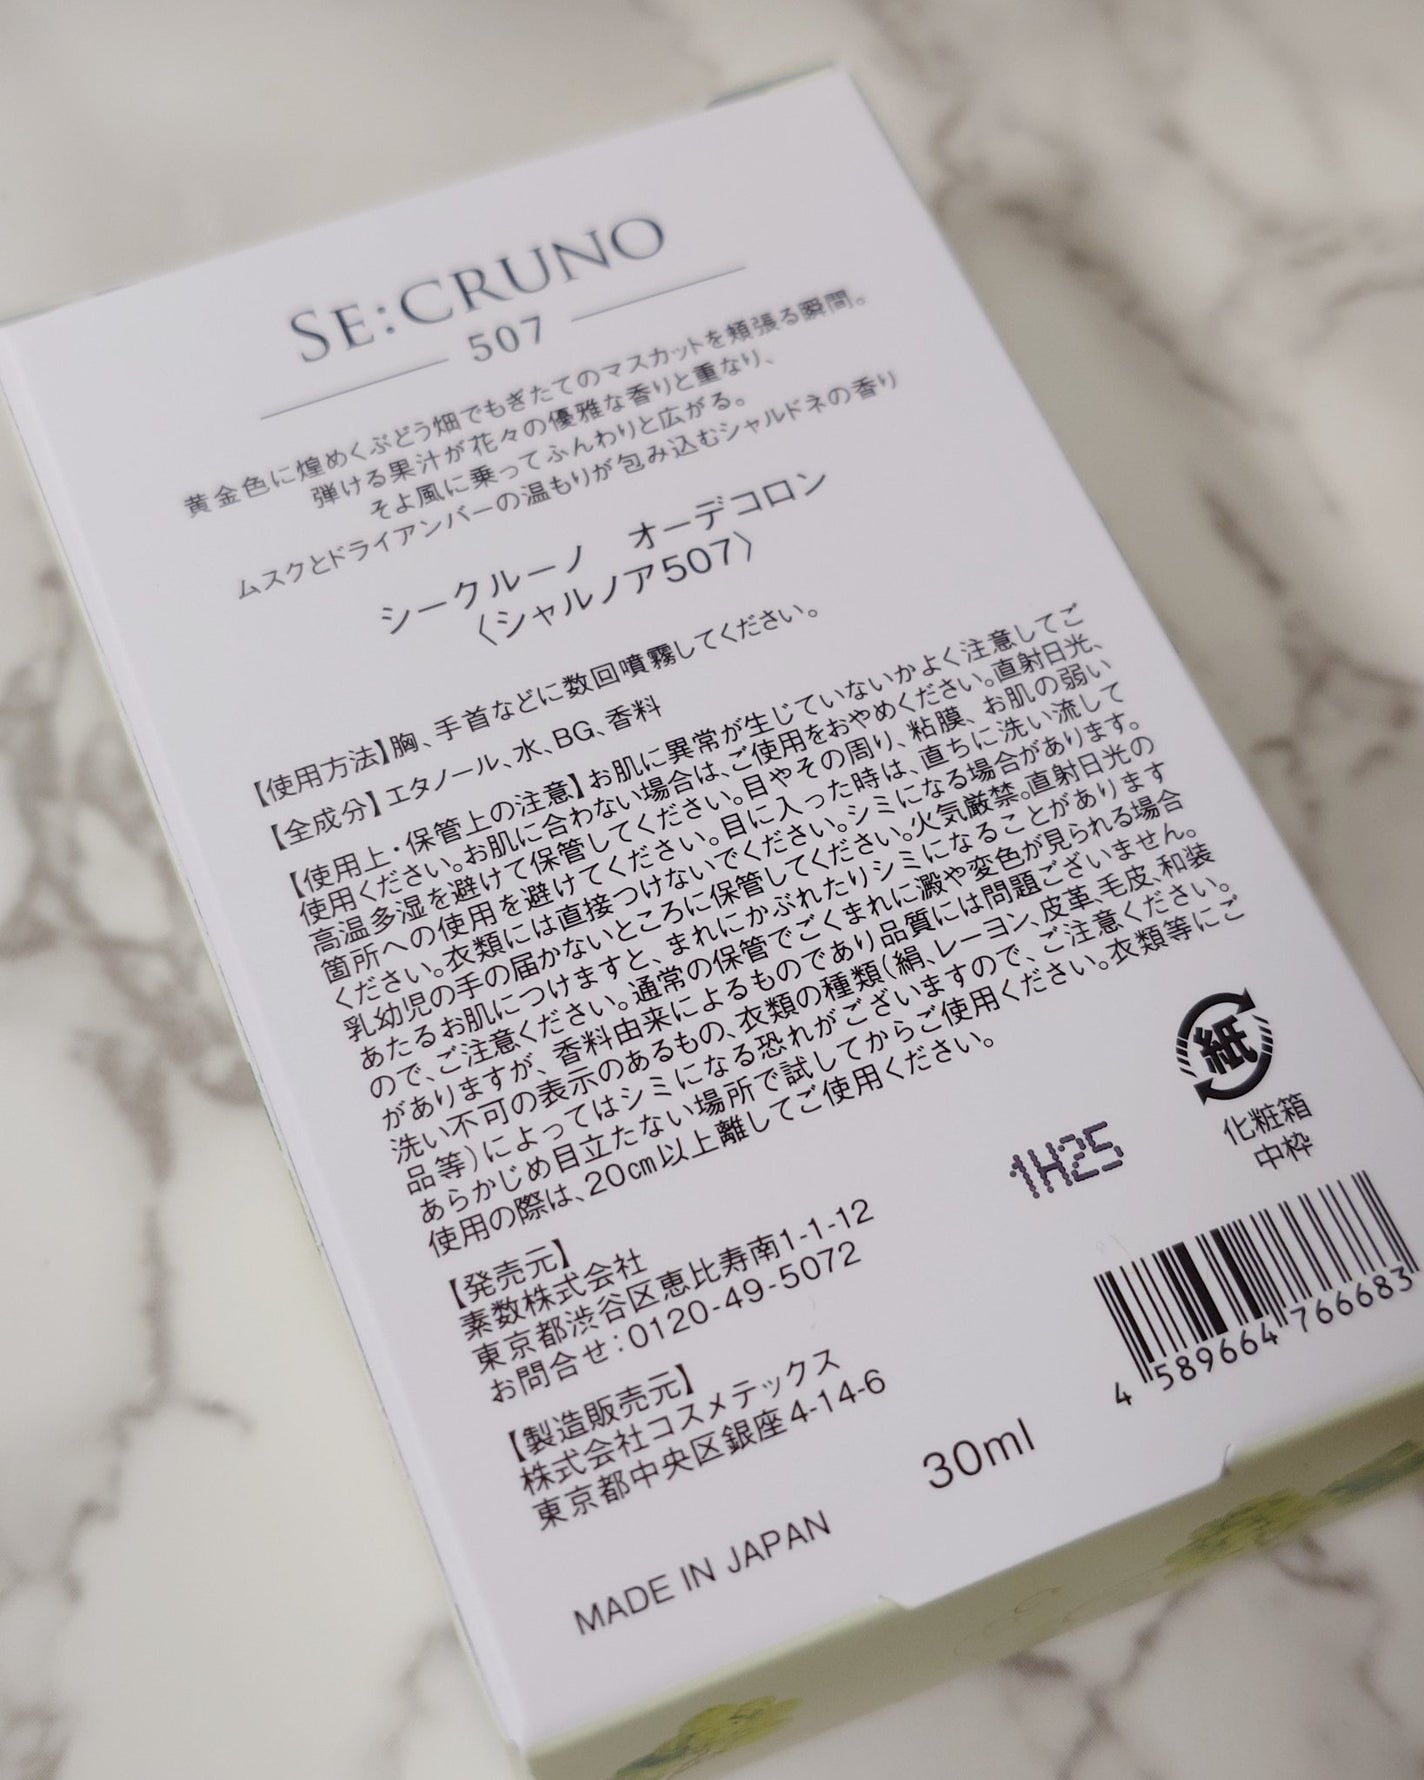 SE:CRUNO
507
黄金色に煌めくぶどう畑でもぎたてのマスカットを頬張る瞬間。
弾ける果汁が花々の優雅な香りと重なり、
そよ風に乗ってふんわりと広がる。
ムスクとドライアンバーの温もりが包み込むシャルドネの香り
シークルーノ　オーデコロン
〈シャルノア507〉
【使用方法】胸、手首などに数回噴霧してください。
【全成分】エタノール、水、BG、香料
【使用上・保管上の注意】お肌に異常が生じていないかよく注意してご
使用ください。お肌に合わない場合は、ご使用をおやめください。直射日光、
高温多湿を避けて保管してください。目やその周り、粘膜、お肌の弱い
箇所への使用を避けてください。目に入った時は、直ちに洗い流して
ください。衣類には直接つけないでください。シミになる場合があります。
乳幼児の手の届かないところに保管してください。火気厳禁。直射日光の
あたるお肌につけますと、まれにかぶれたりシミになることがあります
ので、ご注意ください。通常の保管でごくまれに澱や変色が見られる場合
がありますが、香料由来によるものであり品質には問題ございません。
洗い不可の表示のあるもの、衣類の種類(絹、レーヨン、皮革、毛皮、和装
品等)によってはシミになる恐れがございますので、ご注意ください。
あらかじめ目立たない場所で試してからご使用ください。衣類等にご
使用の際は、20cm以上離してご使用ください。
【発売元】
素数株式会社
東京都渋谷区恵比寿南1-1-12
お問合せ:0120-49-5072
【製造販売元】
株式会社コスメテックス
東京都中央区銀座4-14-6
MADE IN JAPAN
30ml
1H25
紙
化粧箱
中枠
4 589664 766683